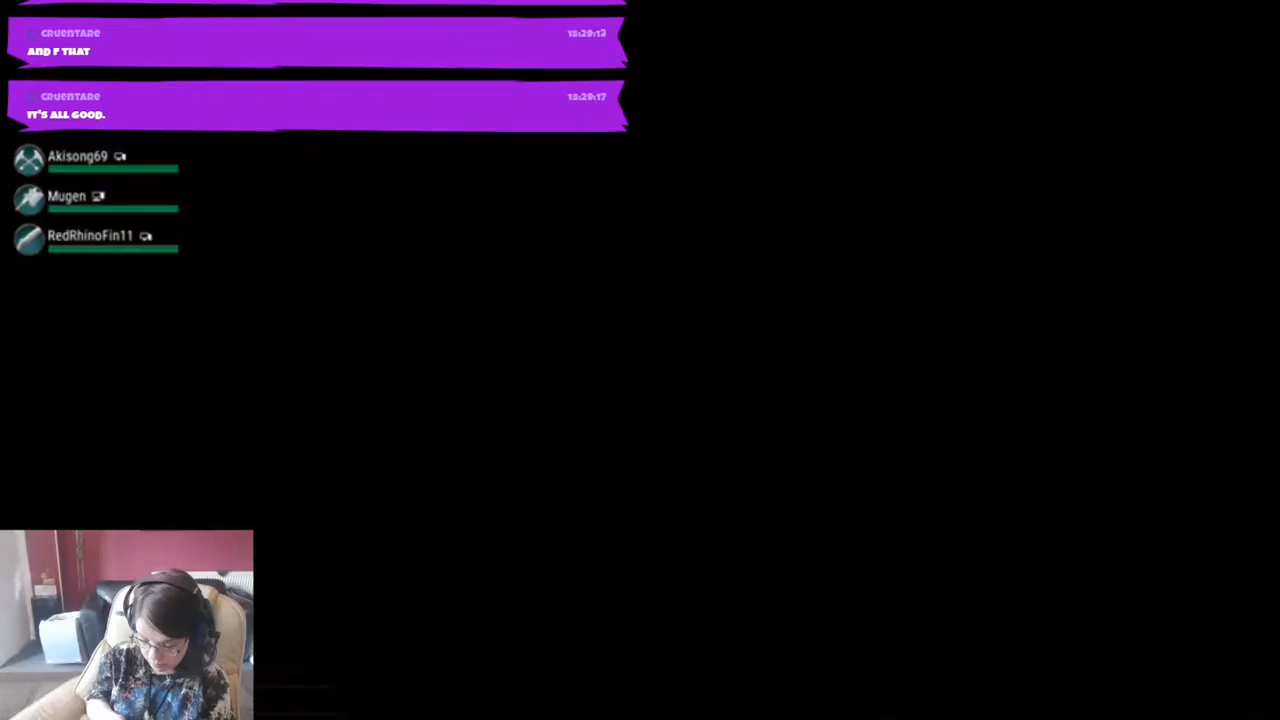 CRUENTARE 13:29:13
AND F THAT
CRUENTARE 13:29:17
IT'S ALL GOOD.
Akisong69
Mugen
RedRhinoFin11